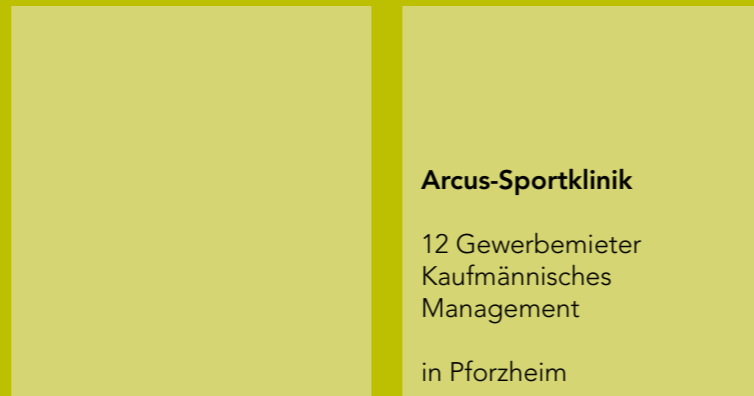 Arcus-Sportklinik
12 Gewerbemieter
Kaufmännisches
Management
in Pforzheim